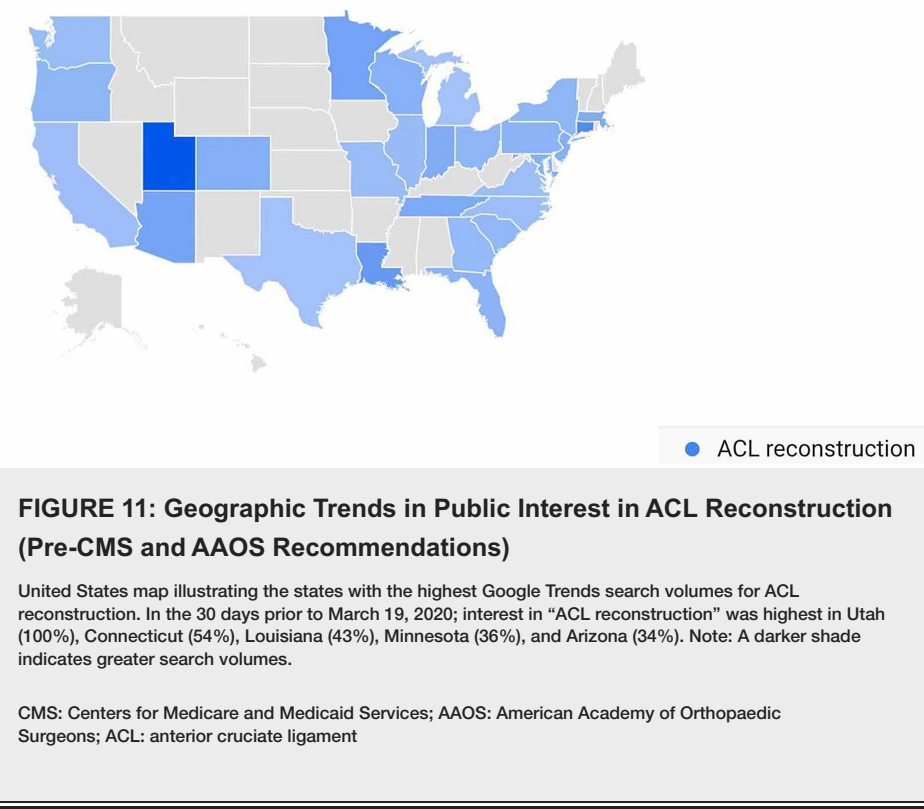 ACL reconstruction
FIGURE 11: Geographic Trends in Public Interest in ACL Reconstruction
(Pre-CMS and AAOS Recommendations)
United States map illustrating the states with the highest Google Trends search volumes for ACL
reconstruction. In the 30 days prior to March 19, 2020; interest in “ACL reconstruction” was highest in Utah
(100%), Connecticut (54%), Louisiana (43%), Minnesota (36%), and Arizona (34%). Note: A darker shade
indicates greater search volumes.
CMS: Centers for Medicare and Medicaid Services; AAOS: American Academy of Orthopaedic
Surgeons; ACL: anterior cruciate ligament